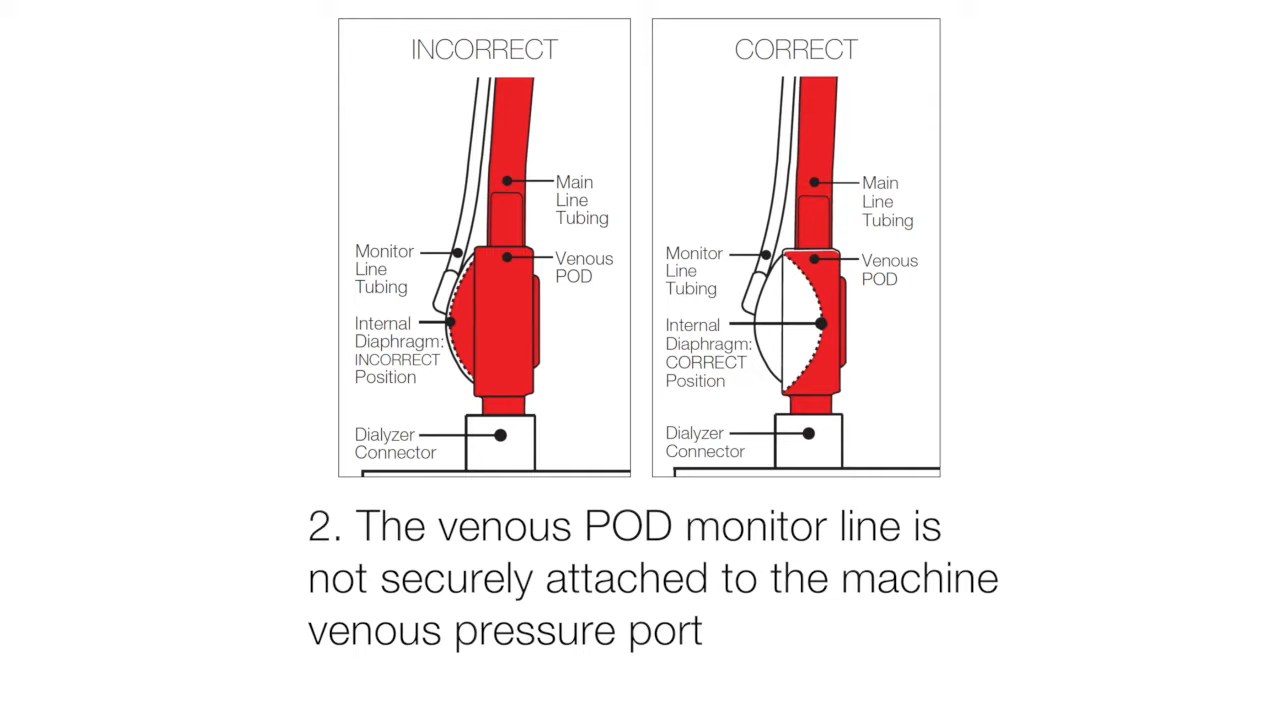 INCORRECT
Main
Line
Tubing
Monitor
Line
Tubing
Venous
POD
Internal
Diaphragm:
INCORRECT
Position
Dialyzer
Connector
CORRECT
Main
Line
Tubing
Monitor
Line
Tubing
Venous
POD
Internal
Diaphragm:
CORRECT
Position
Dialyzer
Connector
2. The venous POD monitor line is
not securely attached to the machine
venous pressure port